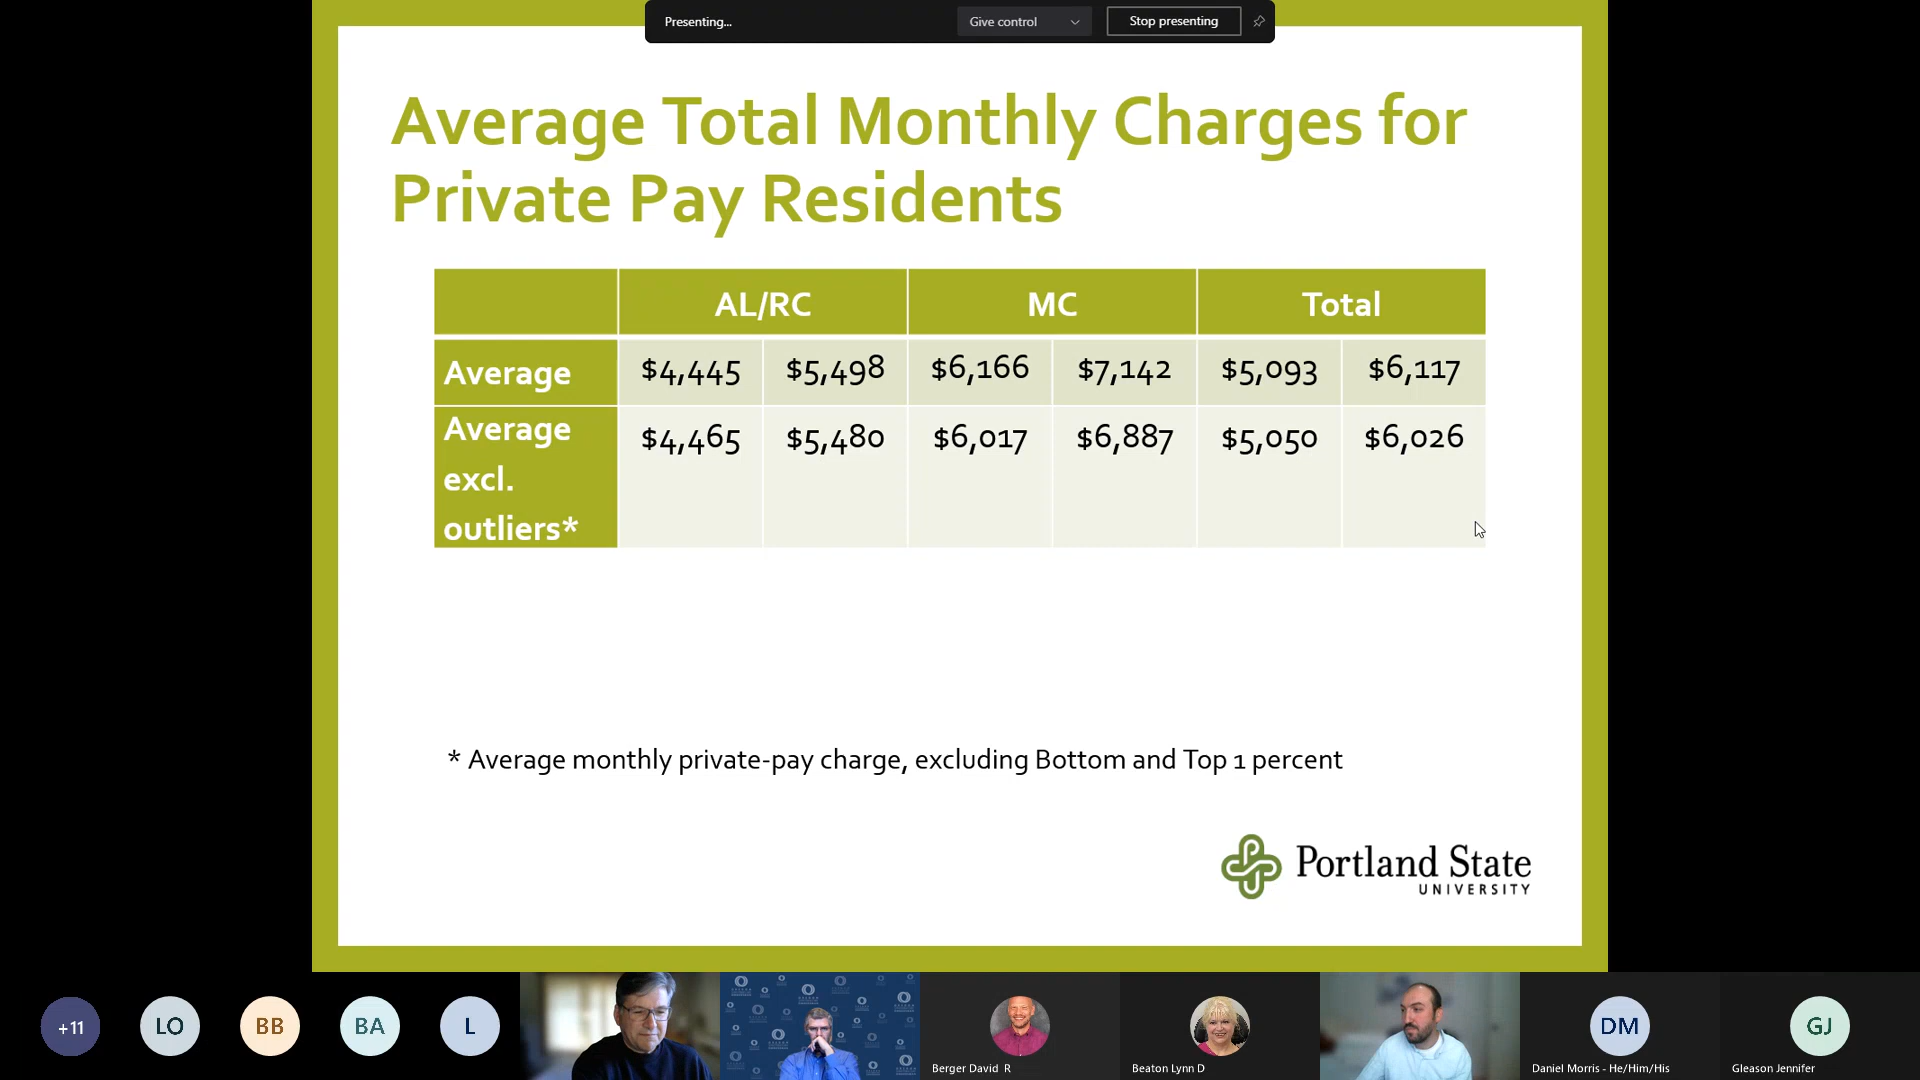 Presenting...
Give control
Stop presenting
Average Total Monthly Charges for
Private Pay Residents
AL/RC MC Total
Average $4,445 $5,498 $6,166 $7,142 $5,093 $6,117
Average
excl.
outliers*
$4,465 $5,480 $6,017 $6,887 $5,050 $6,026
* Average monthly private-pay charge, excluding Bottom and Top 1 percent
Portland State
UNIVERSITY
+11
LO
BB
BA
L
DM
GJ
Berger David R
Beaton Lynn D
Daniel Morris - He/Him/His
Gleason Jennifer